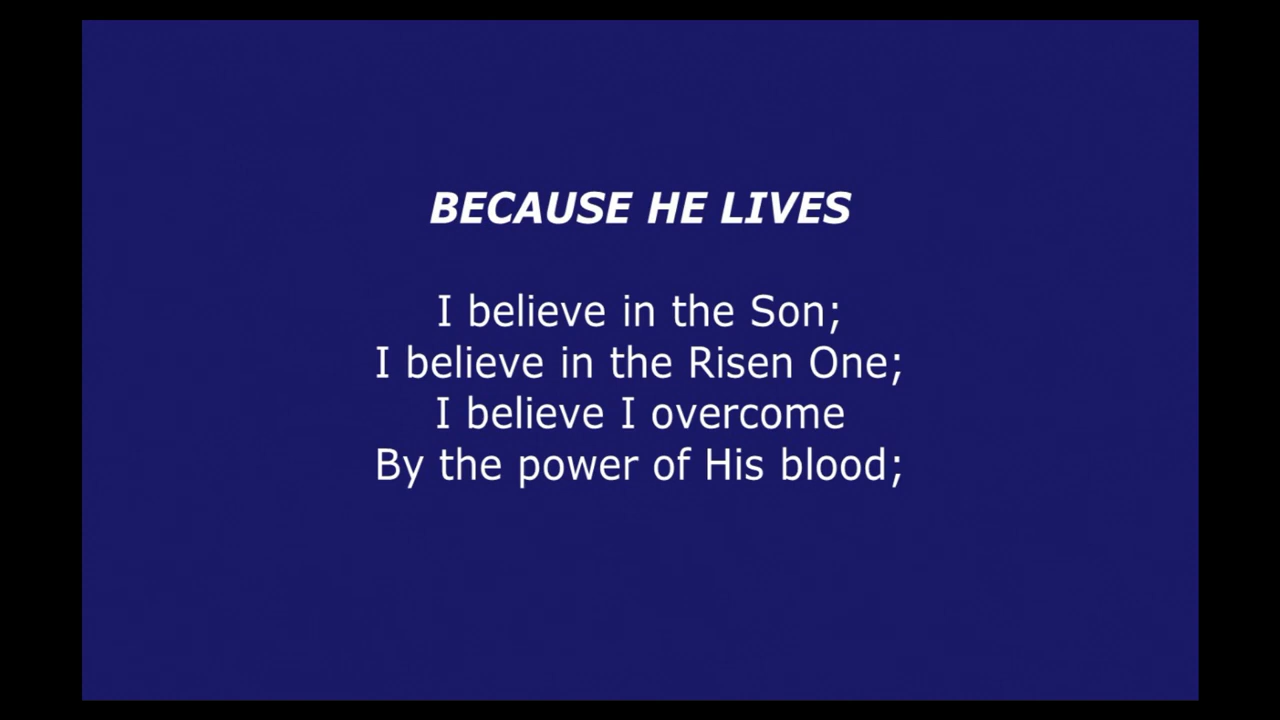 BECAUSE HE LIVES
I believe in the Son;
I believe in the Risen One;
I believe I overcome
By the power of His blood;